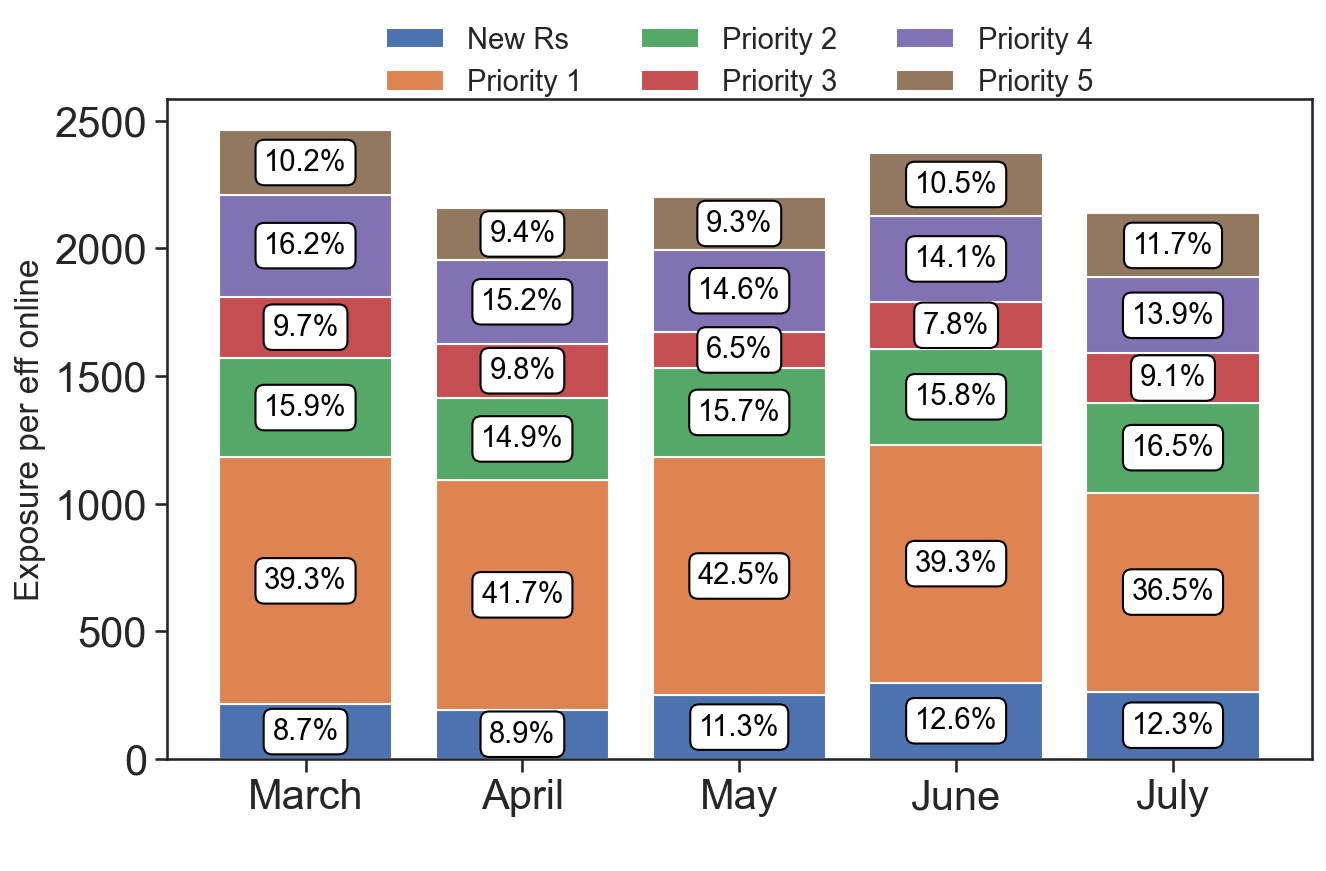 New Rs Priority 2 Priority 4
Priority 1 Priority 3 Priority 5
Exposure per eff online
2500
2000
1500
1000
500
0
10.2% 9.4% 9.3% 10.5% 11.7%
16.2% 15.2% 14.6% 14.1% 13.9%
9.7% 9.8% 6.5% 7.8% 9.1%
15.9% 14.9% 15.7% 15.8% 16.5%
39.3% 41.7% 42.5% 39.3% 36.5%
8.7% 8.9% 11.3% 12.6% 12.3%
March April May June July